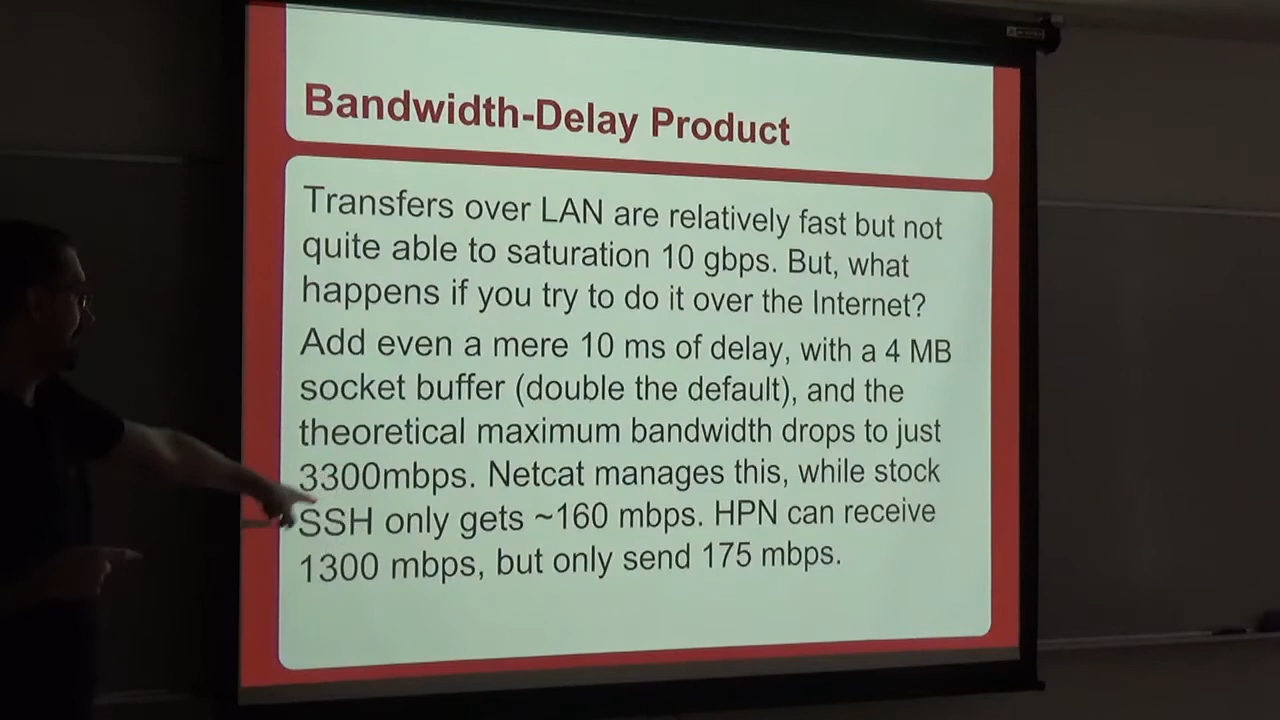 Bandwidth-Delay Product
Transfers over LAN are relatively fast but not
quite able to saturation 10 gbps. But, what
happens if you try to do it over the Internet?
Add even a mere 10 ms of delay, with a 4 MB
socket buffer (double the default), and the
theoretical maximum bandwidth drops to just
3300mbps. Netcat manages this, while stock
SSH only gets ~160 mbps. HPN can receive
1300 mbps, but only send 175 mbps.